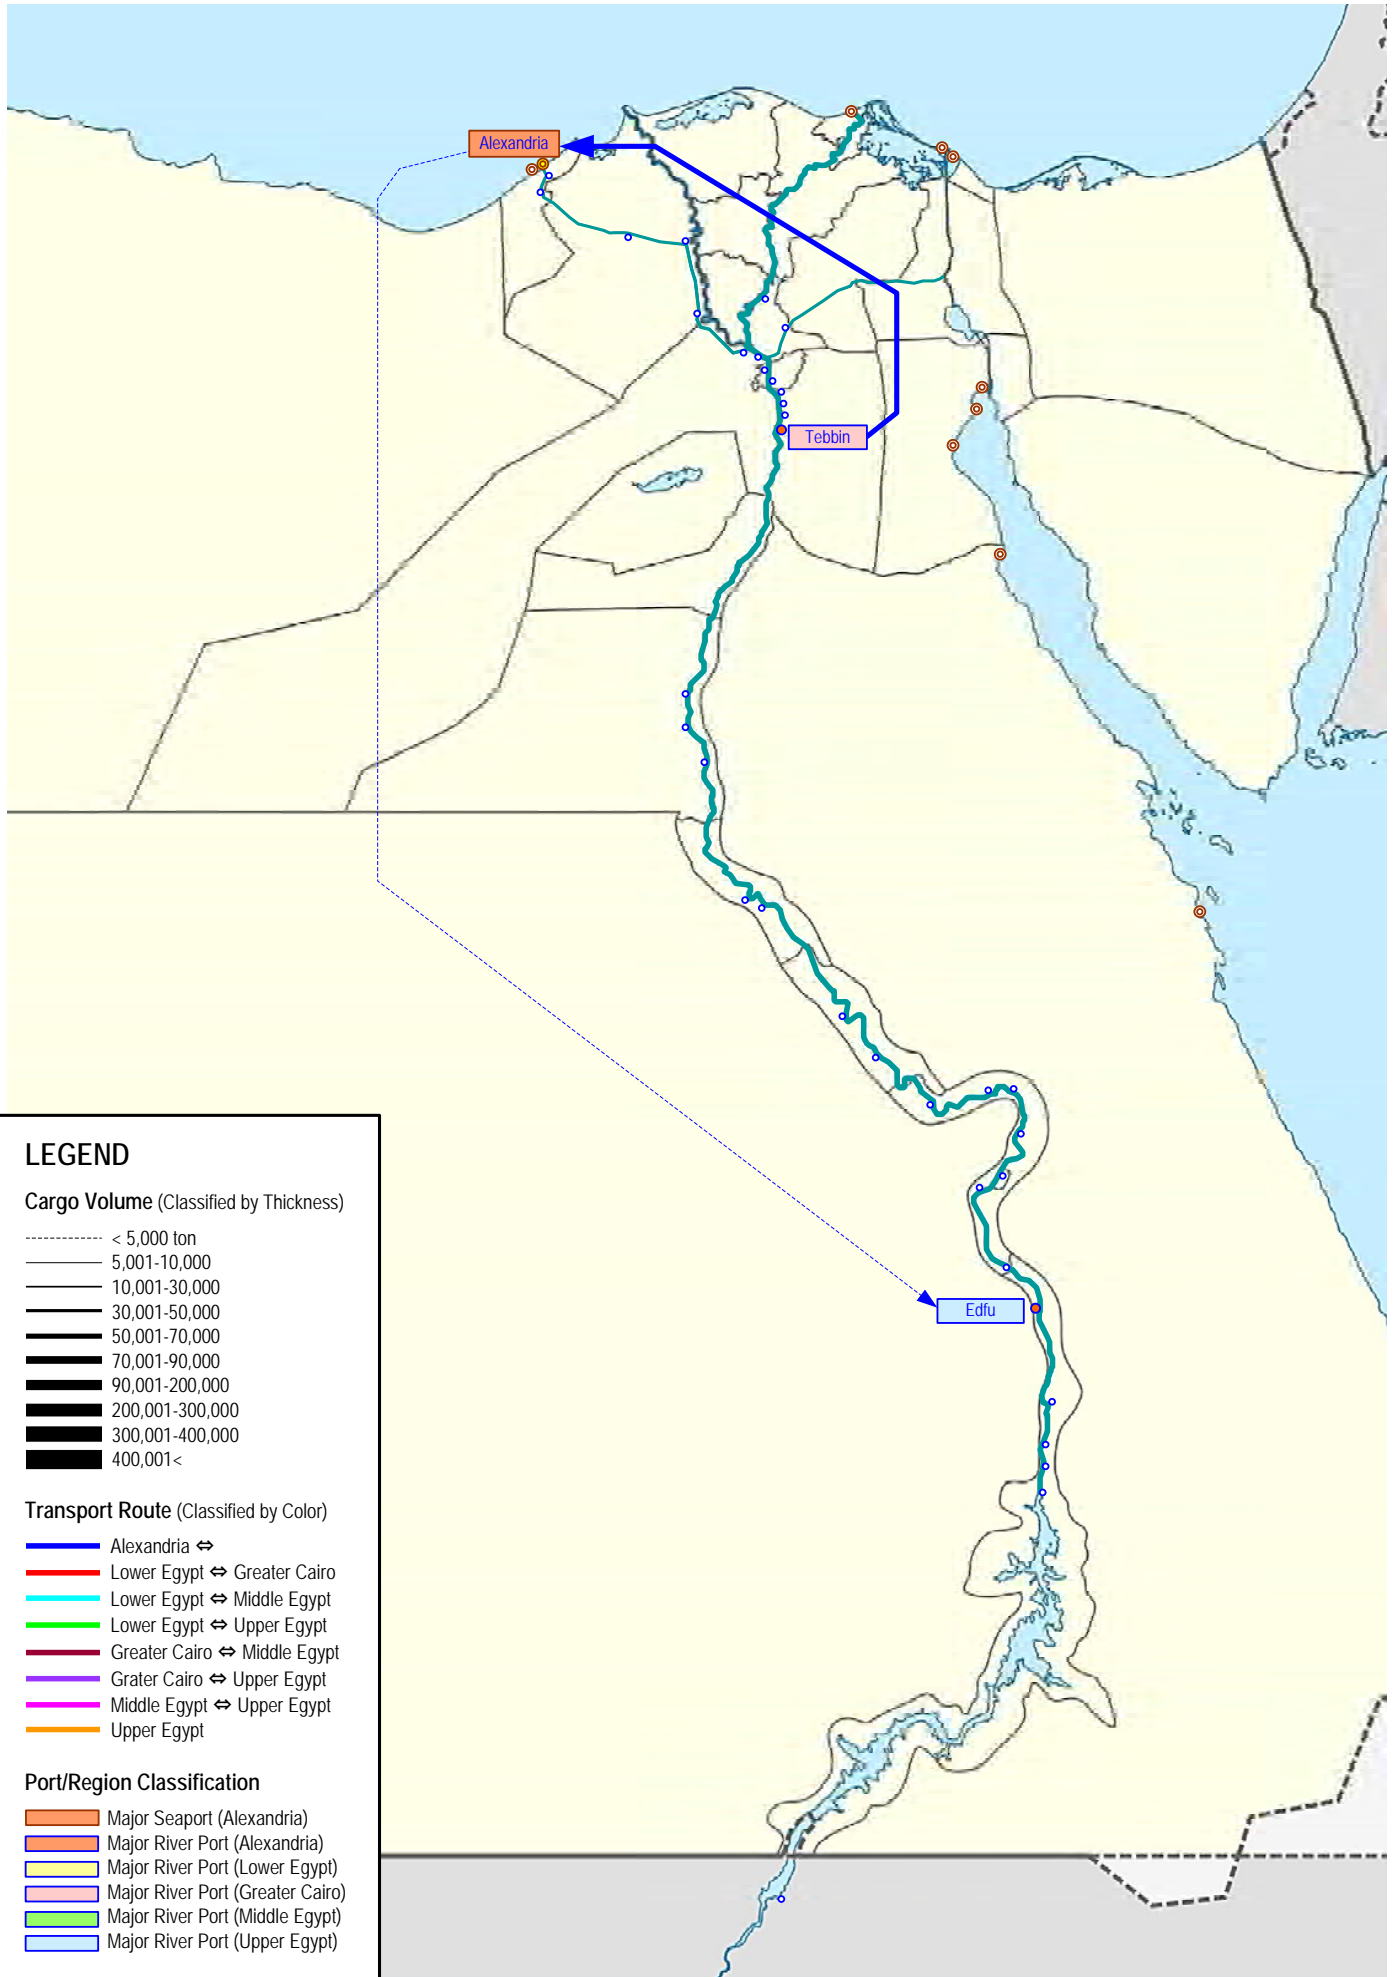 Alexandria
Tebbin
Edfu
LEGEND
Cargo Volume (Classified by Thickness)
< 5,000 ton
5,001-10,000
10,001-30,000
30,001-50,000
50,001-70,000
70,001-90,000
90,001-200,000
200,001-300,000
300,001-400,000
400,001<
Transport Route (Classified by Color)
Alexandria ⇔
Lower Egypt ⇔ Greater Cairo
Lower Egypt ⇔ Middle Egypt
Lower Egypt ⇔ Upper Egypt
Greater Cairo ⇔ Middle Egypt
Grater Cairo ⇔ Upper Egypt
Middle Egypt ⇔ Upper Egypt
Upper Egypt
Port/Region Classification
Major Seaport (Alexandria)
Major River Port (Alexandria)
Major River Port (Lower Egypt)
Major River Port (Greater Cairo)
Major River Port (Middle Egypt)
Major River Port (Upper Egypt)